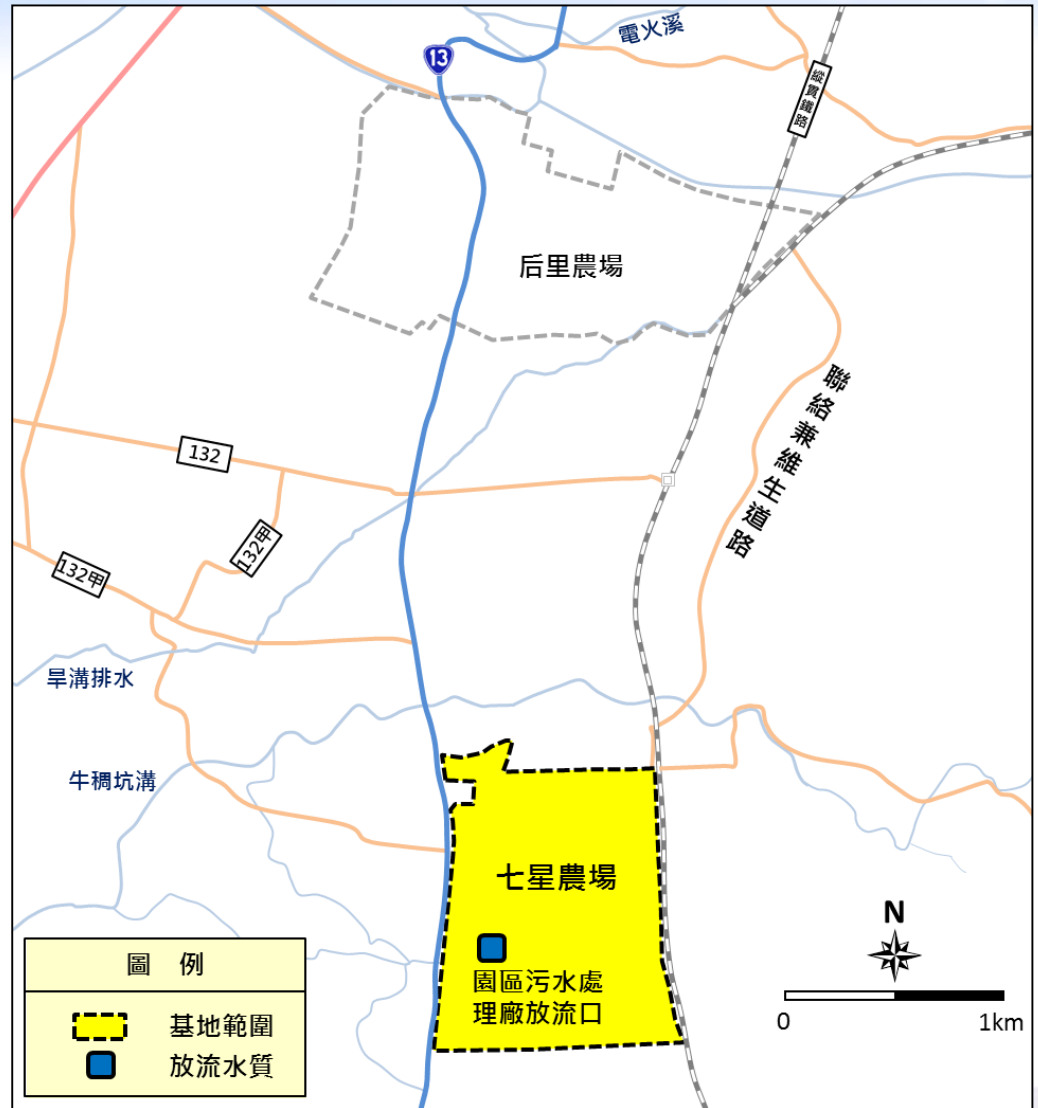 電火溪
13
縱貫鐵路
后里農場
聯絡兼維生道路
132
132甲
132甲
旱溝排水
牛稠坑溝
七星農場
園區污水處
理廠放流口
N
0
1km
圖 例
基地範圍
放流水質